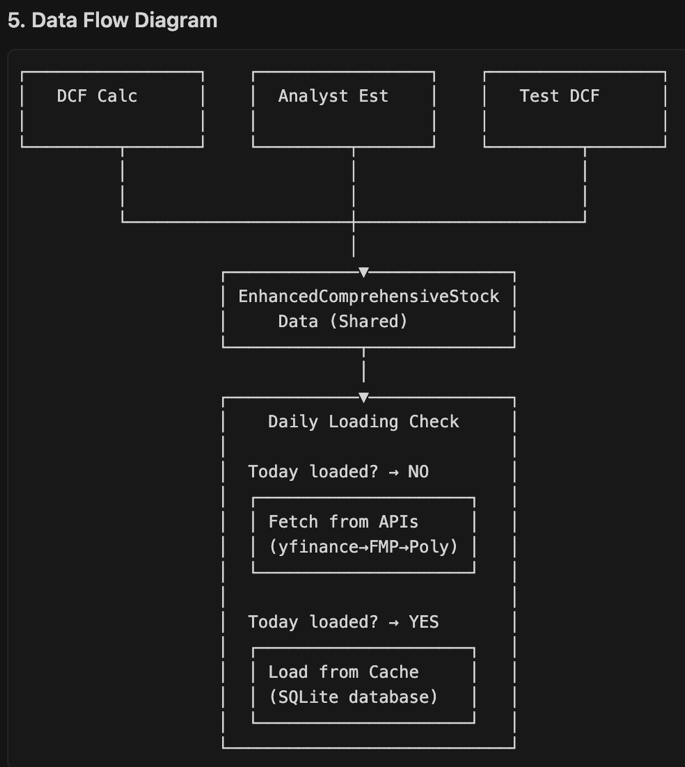 5. Data Flow Diagram
DCF Calc
Analyst Est
Test DCF
EnhancedComprehensiveStock
Data (Shared)
Daily Loading Check
Today loaded? → NO
Fetch from APIs
(yfinance→FMP→Poly)
Today loaded? → YES
Load from Cache
(SQLite database)